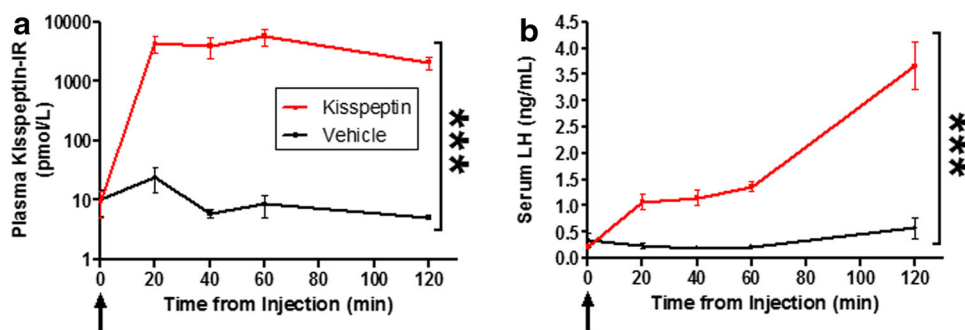 a
Plasma Kisspeptin-IR
(pmol/L)
10000
1000
100
10
1
Kisspeptin
Vehicle
***
0 20 40 60 80 100 120
Time from Injection (min)
b
Serum LH (ng/mL)
4.5
4.0
3.5
3.0
2.5
2.0
1.5
1.0
0.5
0.0
***
0 20 40 60 80 100 120
Time from Injection (min)